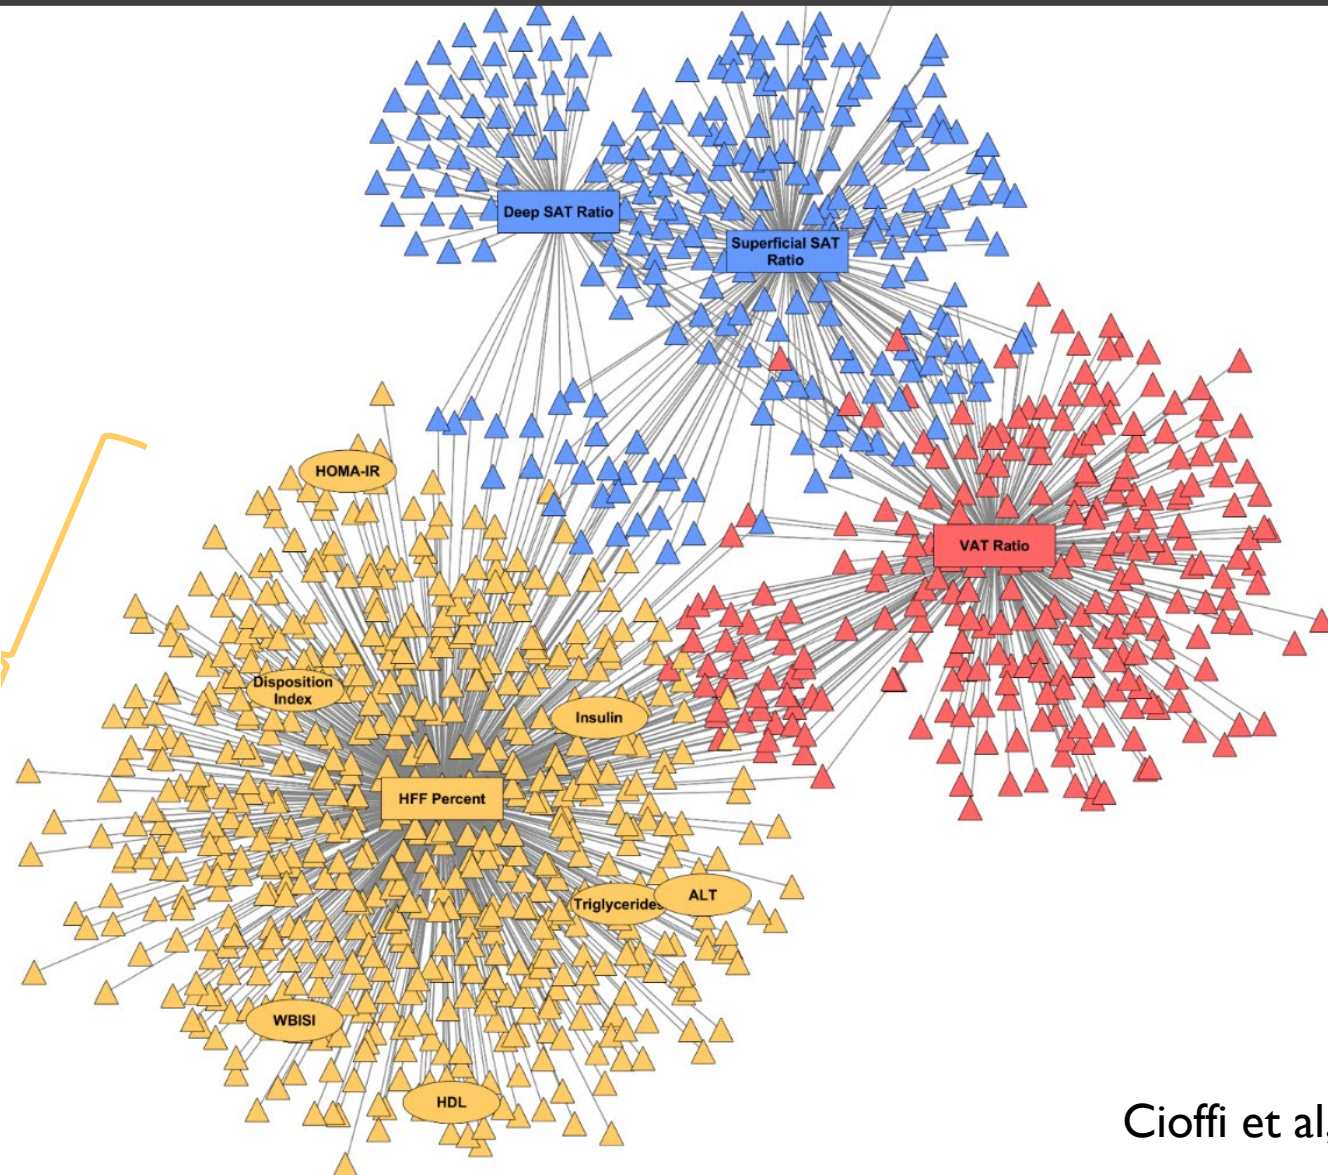 Deep SAT Ratio
Superficial SAT
Ratio
HOMA-IR
VAT Ratio
Disposition
Index
Insulin
HFF Percent
Triglycerides
ALT
WBISI
HDL
Cioffi et al,